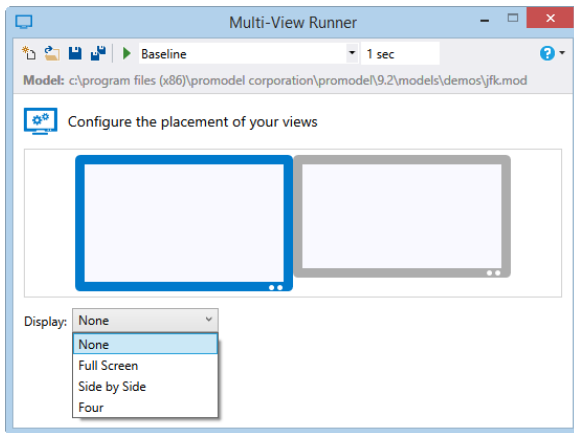 Multi-View Runner
Baseline 1 sec
Model: c:\program files (x86)\promodel corporation\promodel\9.2\models\demos\jfk.mod
Configure the placement of your views
Display: None
None
Full Screen
Side by Side
Four